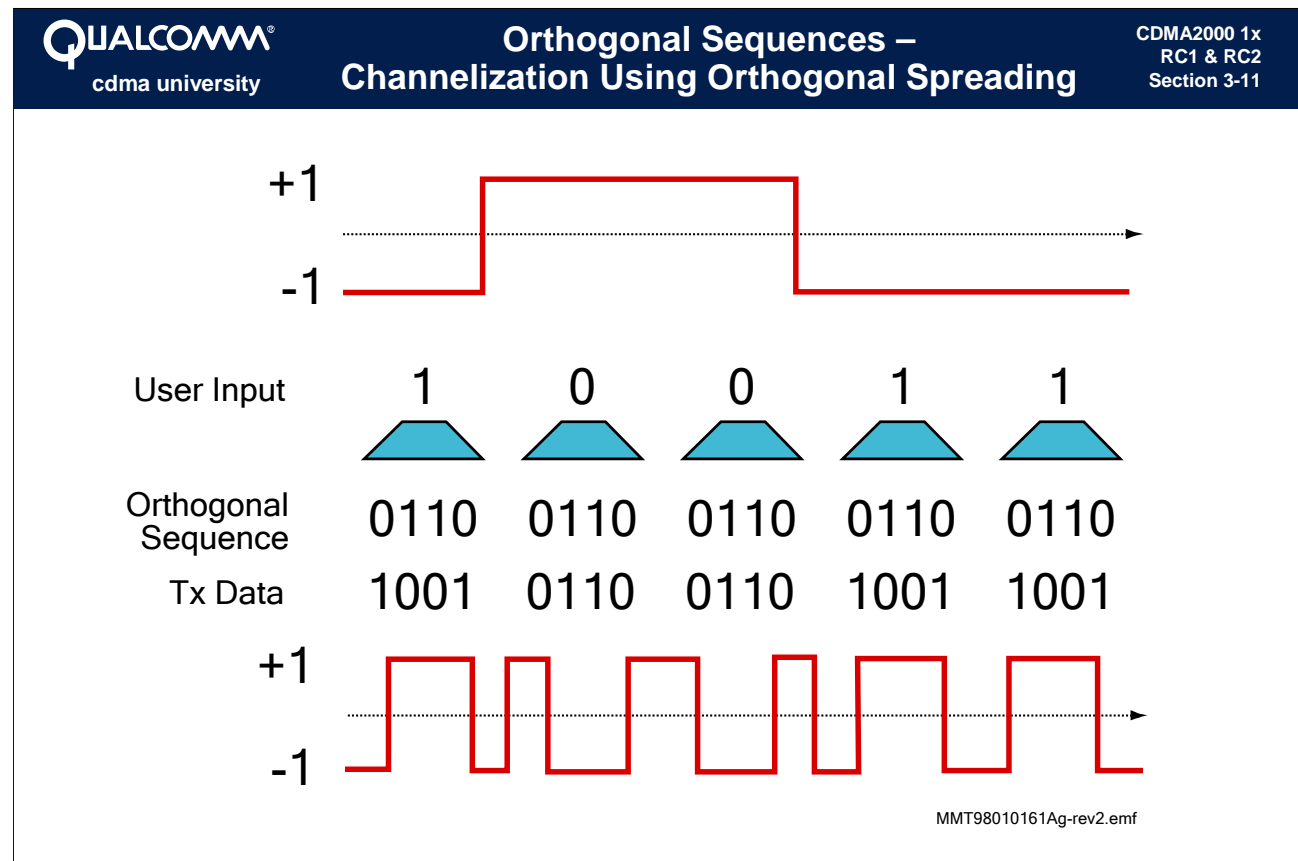 QUALCOMM®
cdma university
Orthogonal Sequences –
Channelization Using Orthogonal Spreading
CDMA2000 1x
RC1 & RC2
Section 3-11
+1
-1
User Input 1 0 0 1 1
Orthogonal
Sequence
0110 0110 0110 0110 0110
Tx Data 1001 0110 0110 1001 1001
+1
-1
MMT98010161Ag-rev2.emf